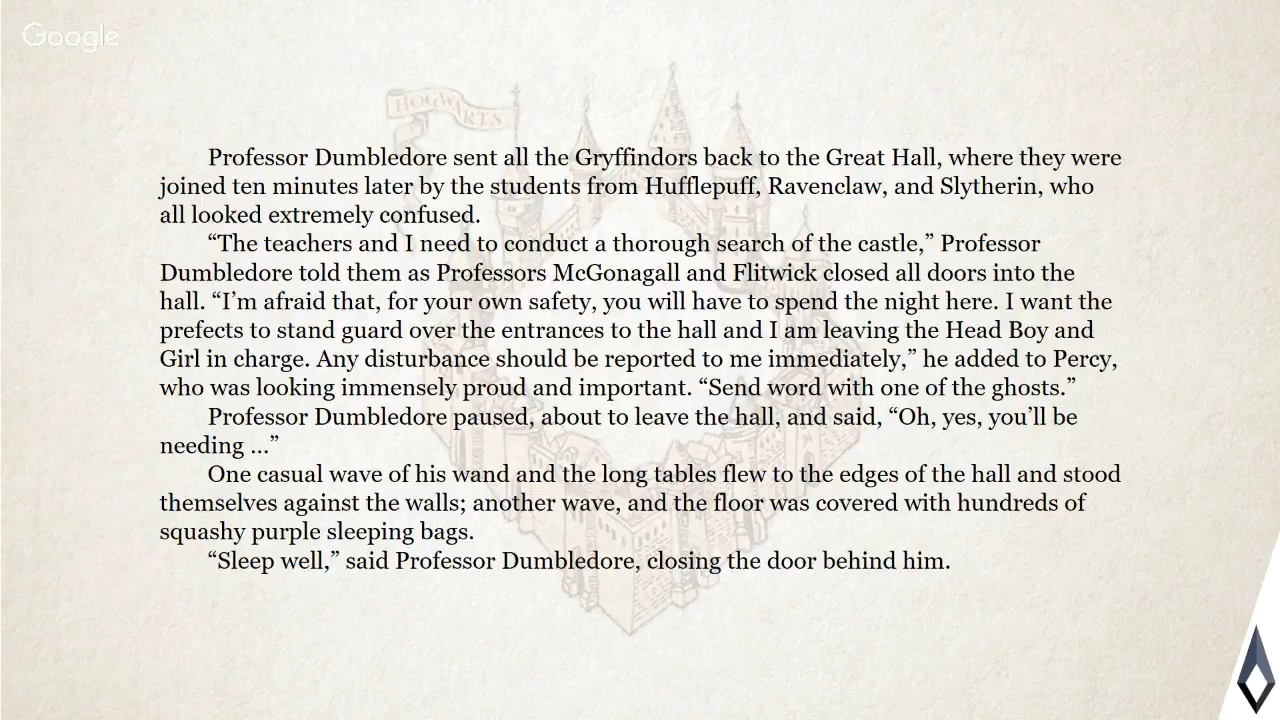 Google
HOGWARTS
Professor Dumbledore sent all the Gryffindors back to the Great Hall, where they were
joined ten minutes later by the students from Hufflepuff, Ravenclaw, and Slytherin, who
all looked extremely confused.
“The teachers and I need to conduct a thorough search of the castle,” Professor
Dumbledore told them as Professors McGonagall and Flitwick closed all doors into the
hall. “I’m afraid that, for your own safety, you will have to spend the night here. I want the
prefects to stand guard over the entrances to the hall and I am leaving the Head Boy and
Girl in charge. Any disturbance should be reported to me immediately,” he added to Percy,
who was looking immensely proud and important. “Send word with one of the ghosts.”
Professor Dumbledore paused, about to leave the hall, and said, “Oh, yes, you’ll be
needing ...”
One casual wave of his wand and the long tables flew to the edges of the hall and stood
themselves against the walls; another wave, and the floor was covered with hundreds of
squashy purple sleeping bags.
“Sleep well,” said Professor Dumbledore, closing the door behind him.